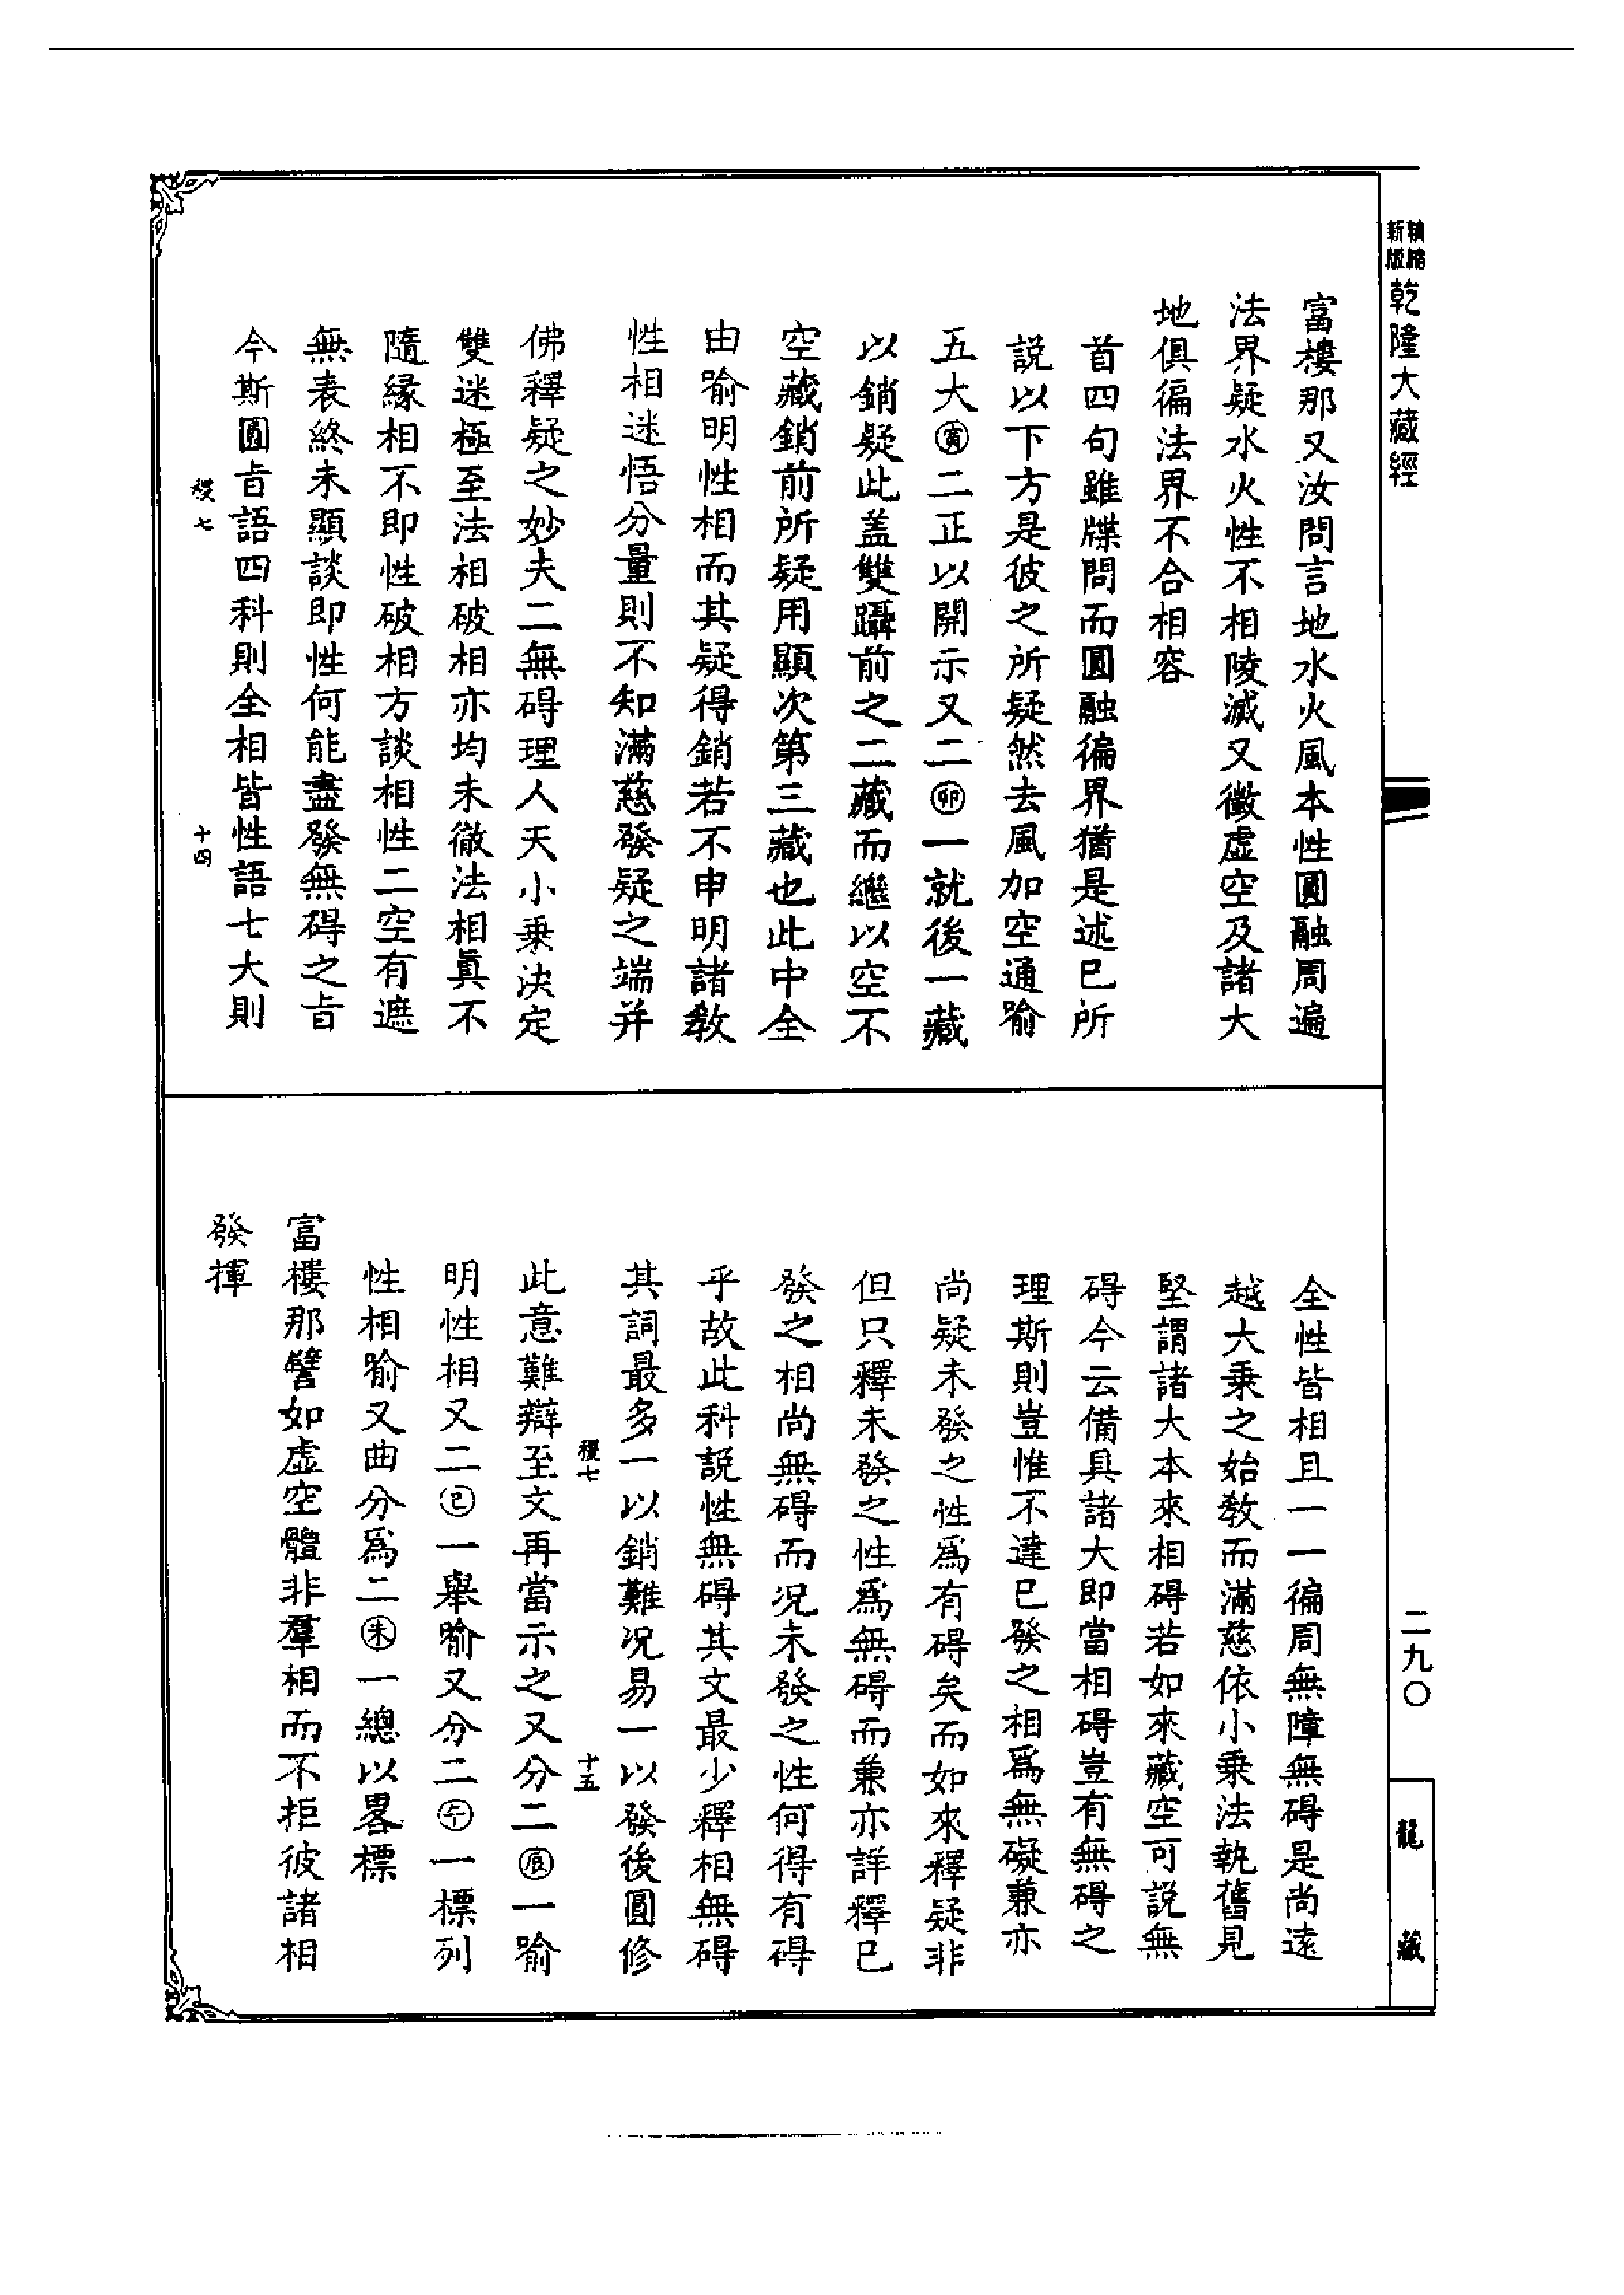 新版 精縮
乾隆大藏經
富樓那又汝問言地水火風本性圓融周遍
法界疑水火性不相陵滅又徵虛空及諸大
地俱徧法界不合相容
首四句雖牒問而圓融徧界猶是述已所
説以下方是彼之所疑然去風加空通喻
五大㊞二正以開示又二㊞一就後一藏
以銷疑此蓋雙躡前之二藏而繼以空不
空藏銷前所疑用顯次第三藏也此中全
由喻明性相而其疑得銷若不申明諸教
性相迷悟分量則不知滿慈發疑之端并
佛釋疑之妙夫二無碍理人天小乗決定
雙迷極至法相破相亦均未徹法相眞不
隨緣相不即性破相方談相性二空有遮
無表終未顯談即性何能盡發無碍之旨
今斯圓旨語四科則全相皆性語七大則
稷七
十四
全性皆相且一一徧周無障無碍是尚遠
越大乗之始教而滿慈依小乗法執舊見
堅謂諸大本來相碍若如來藏空可説無
碍今云備具諸大即當相碍豈有無碍之
理斯則豈惟不達已發之相爲無礙兼亦
尚疑未發之性爲有碍矣而如來釋疑非
但只釋未發之性爲無碍而兼亦詳釋已
發之相尚無碍而况未發之性何得有碍
乎故此科説性無碍其文最少釋相無碍
其詞最多一以銷難况易一以發後圓修
稷七
十五
此意難辯至文再當示之又分二㊞一喻
明性相又二㊞一舉喻又分二㊞一標列
性相喻又曲分爲二㊞一總以畧標
富樓那譬如虛空體非羣相而不拒彼諸相
發揮
二九〇
龍藏